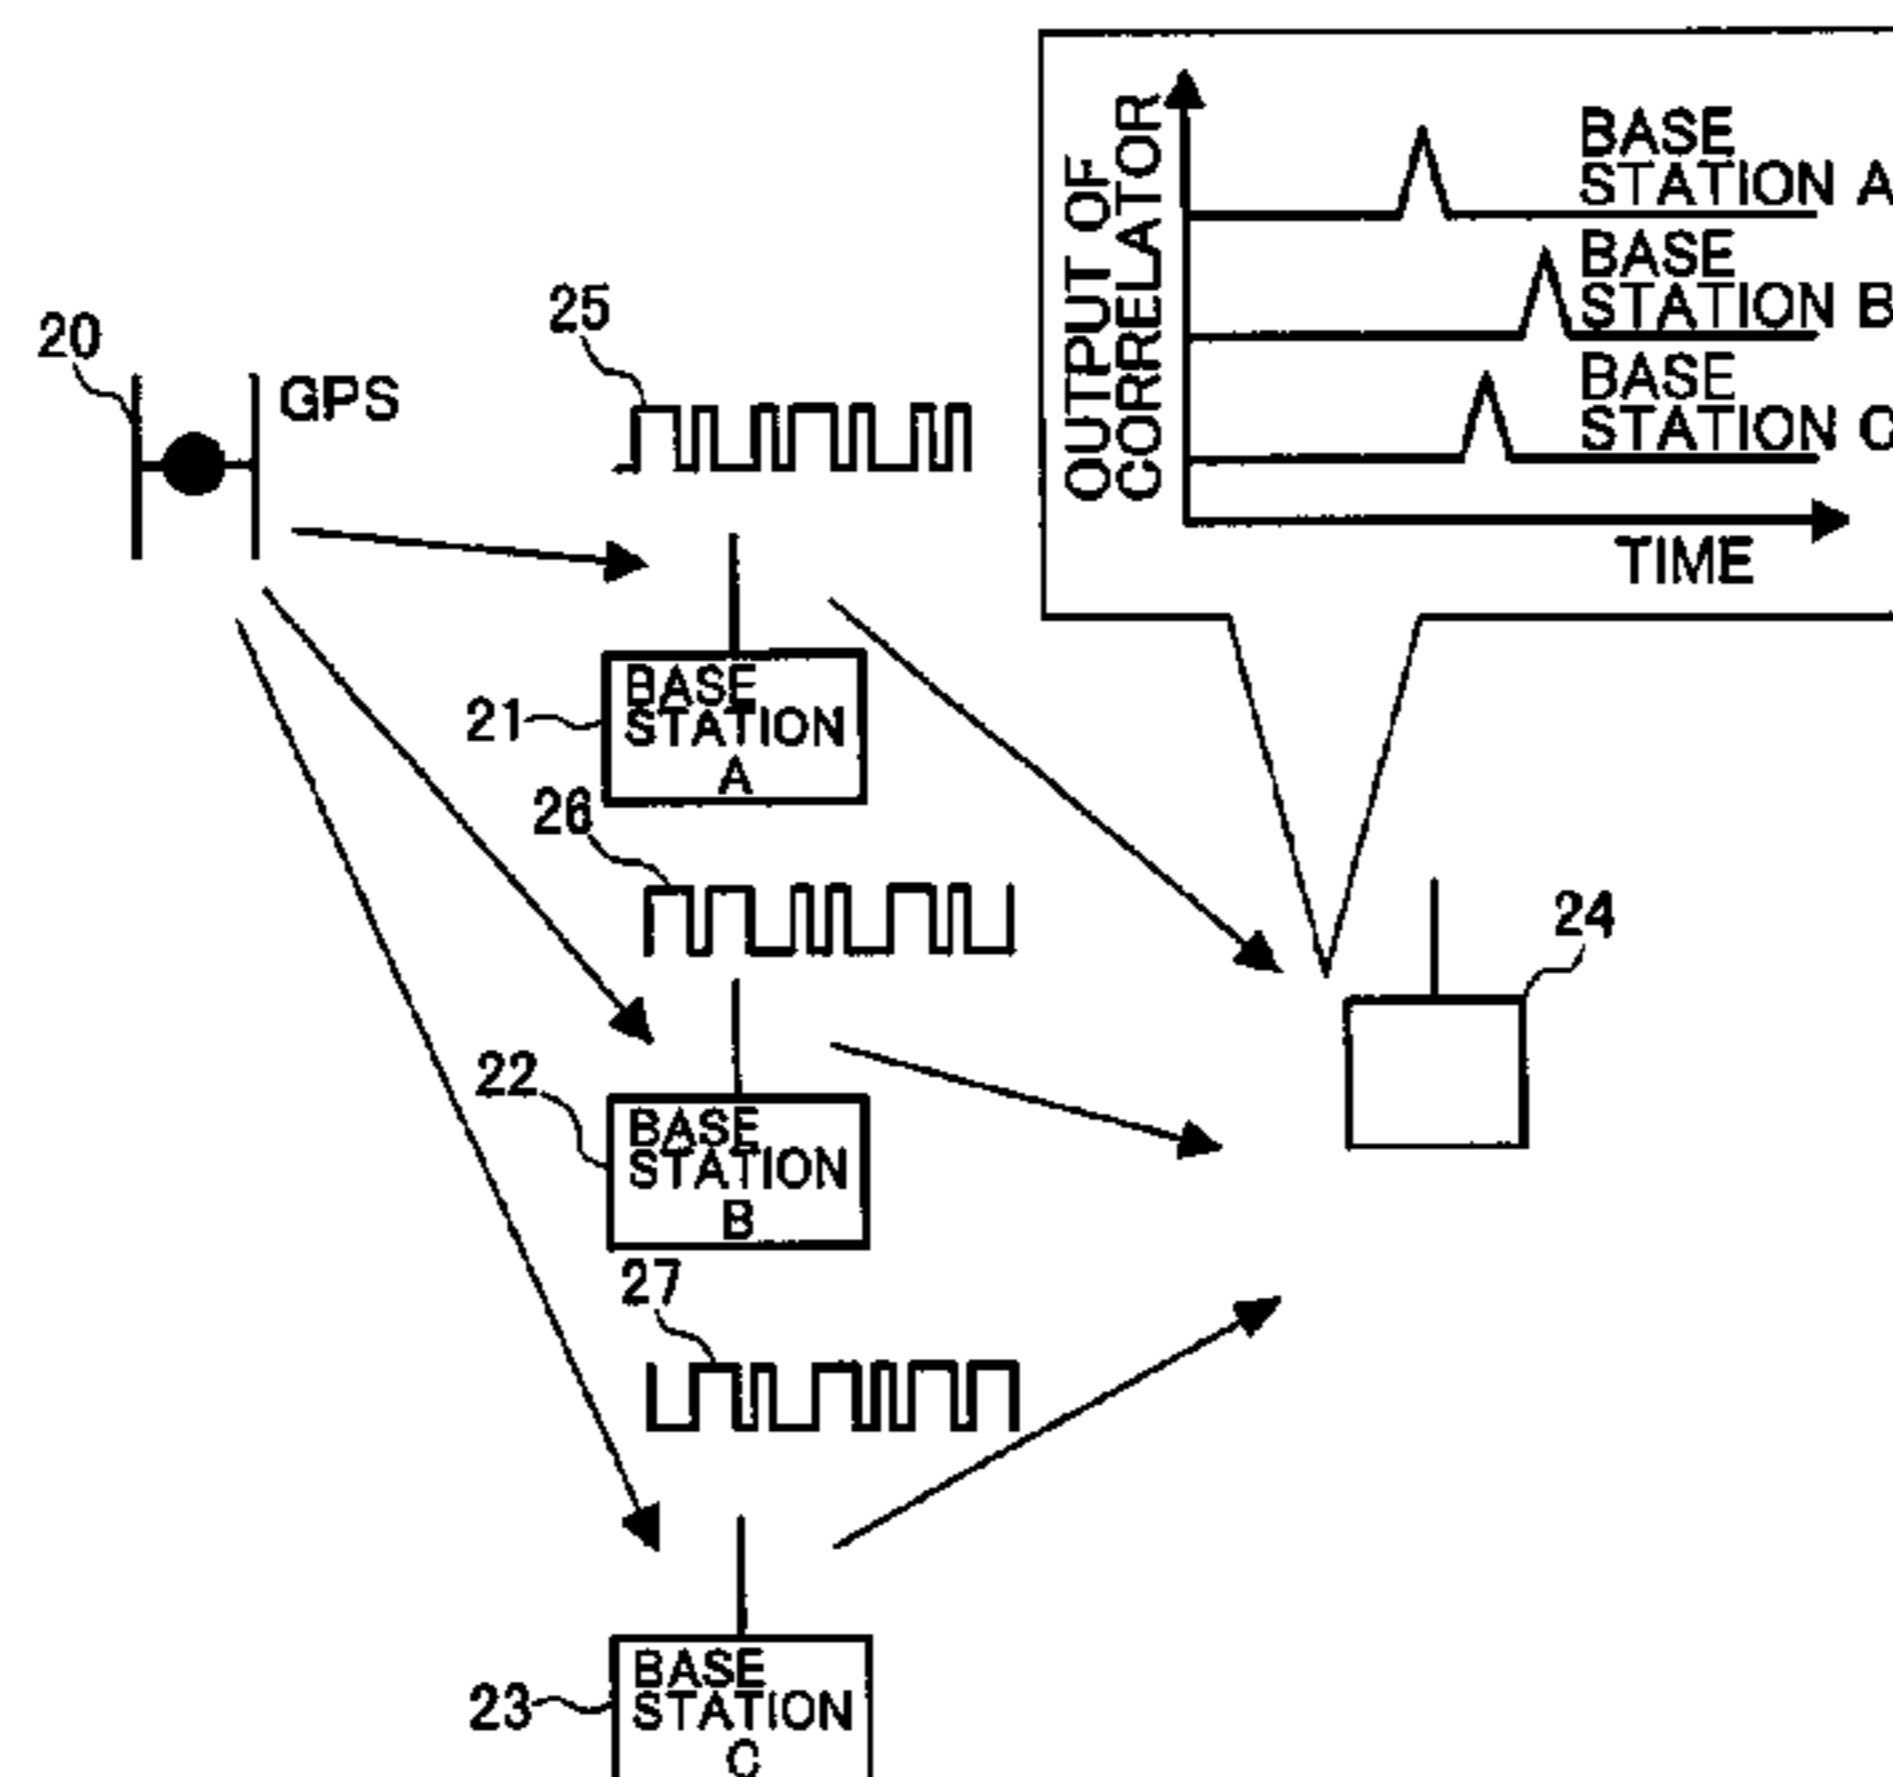 OUTPUT OF
CORRELATOR
BASE
STATION A
BASE
STATION B
BASE
STATION C
TIME
20
GPS
25
21
BASE
STATION
A
26
24
22
BASE
STATION
B
27
23
BASE
STATION
C